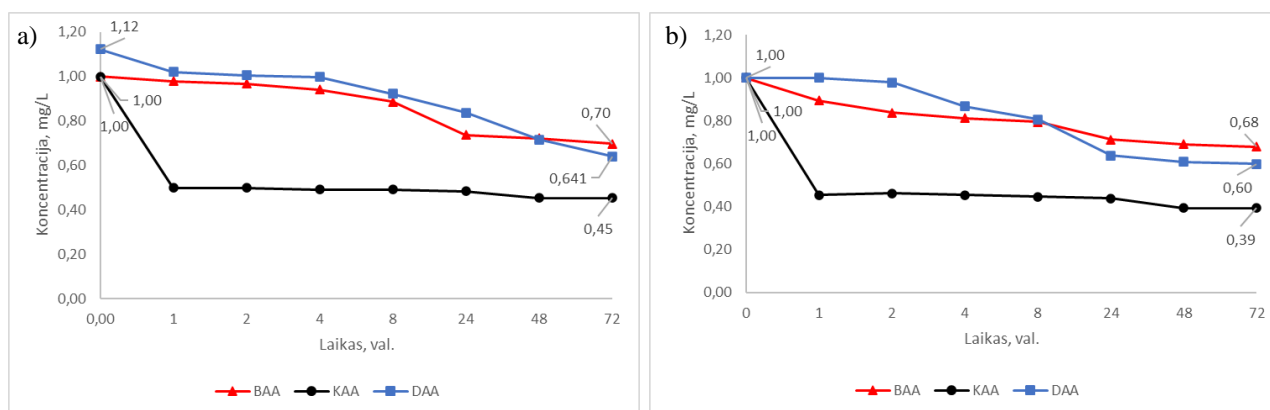 a)
Koncentracija, mg/L
1,20
1,00
0,80
0,60
0,40
0,20
0,00
1,12
1,00
1,00
0,70
0,641
0,45
0,00 1 2 4 8 24 48 72
Laikas, val.
BAA KAA DAA
b)
Koncentracija, mg/L
1,20
1,00
0,80
0,60
0,40
0,20
0,00
1,00
1,00
1,00
0,68
0,60
0,39
0 1 2 4 8 24 48 72
Laikas, val.
BAA KAA DAA